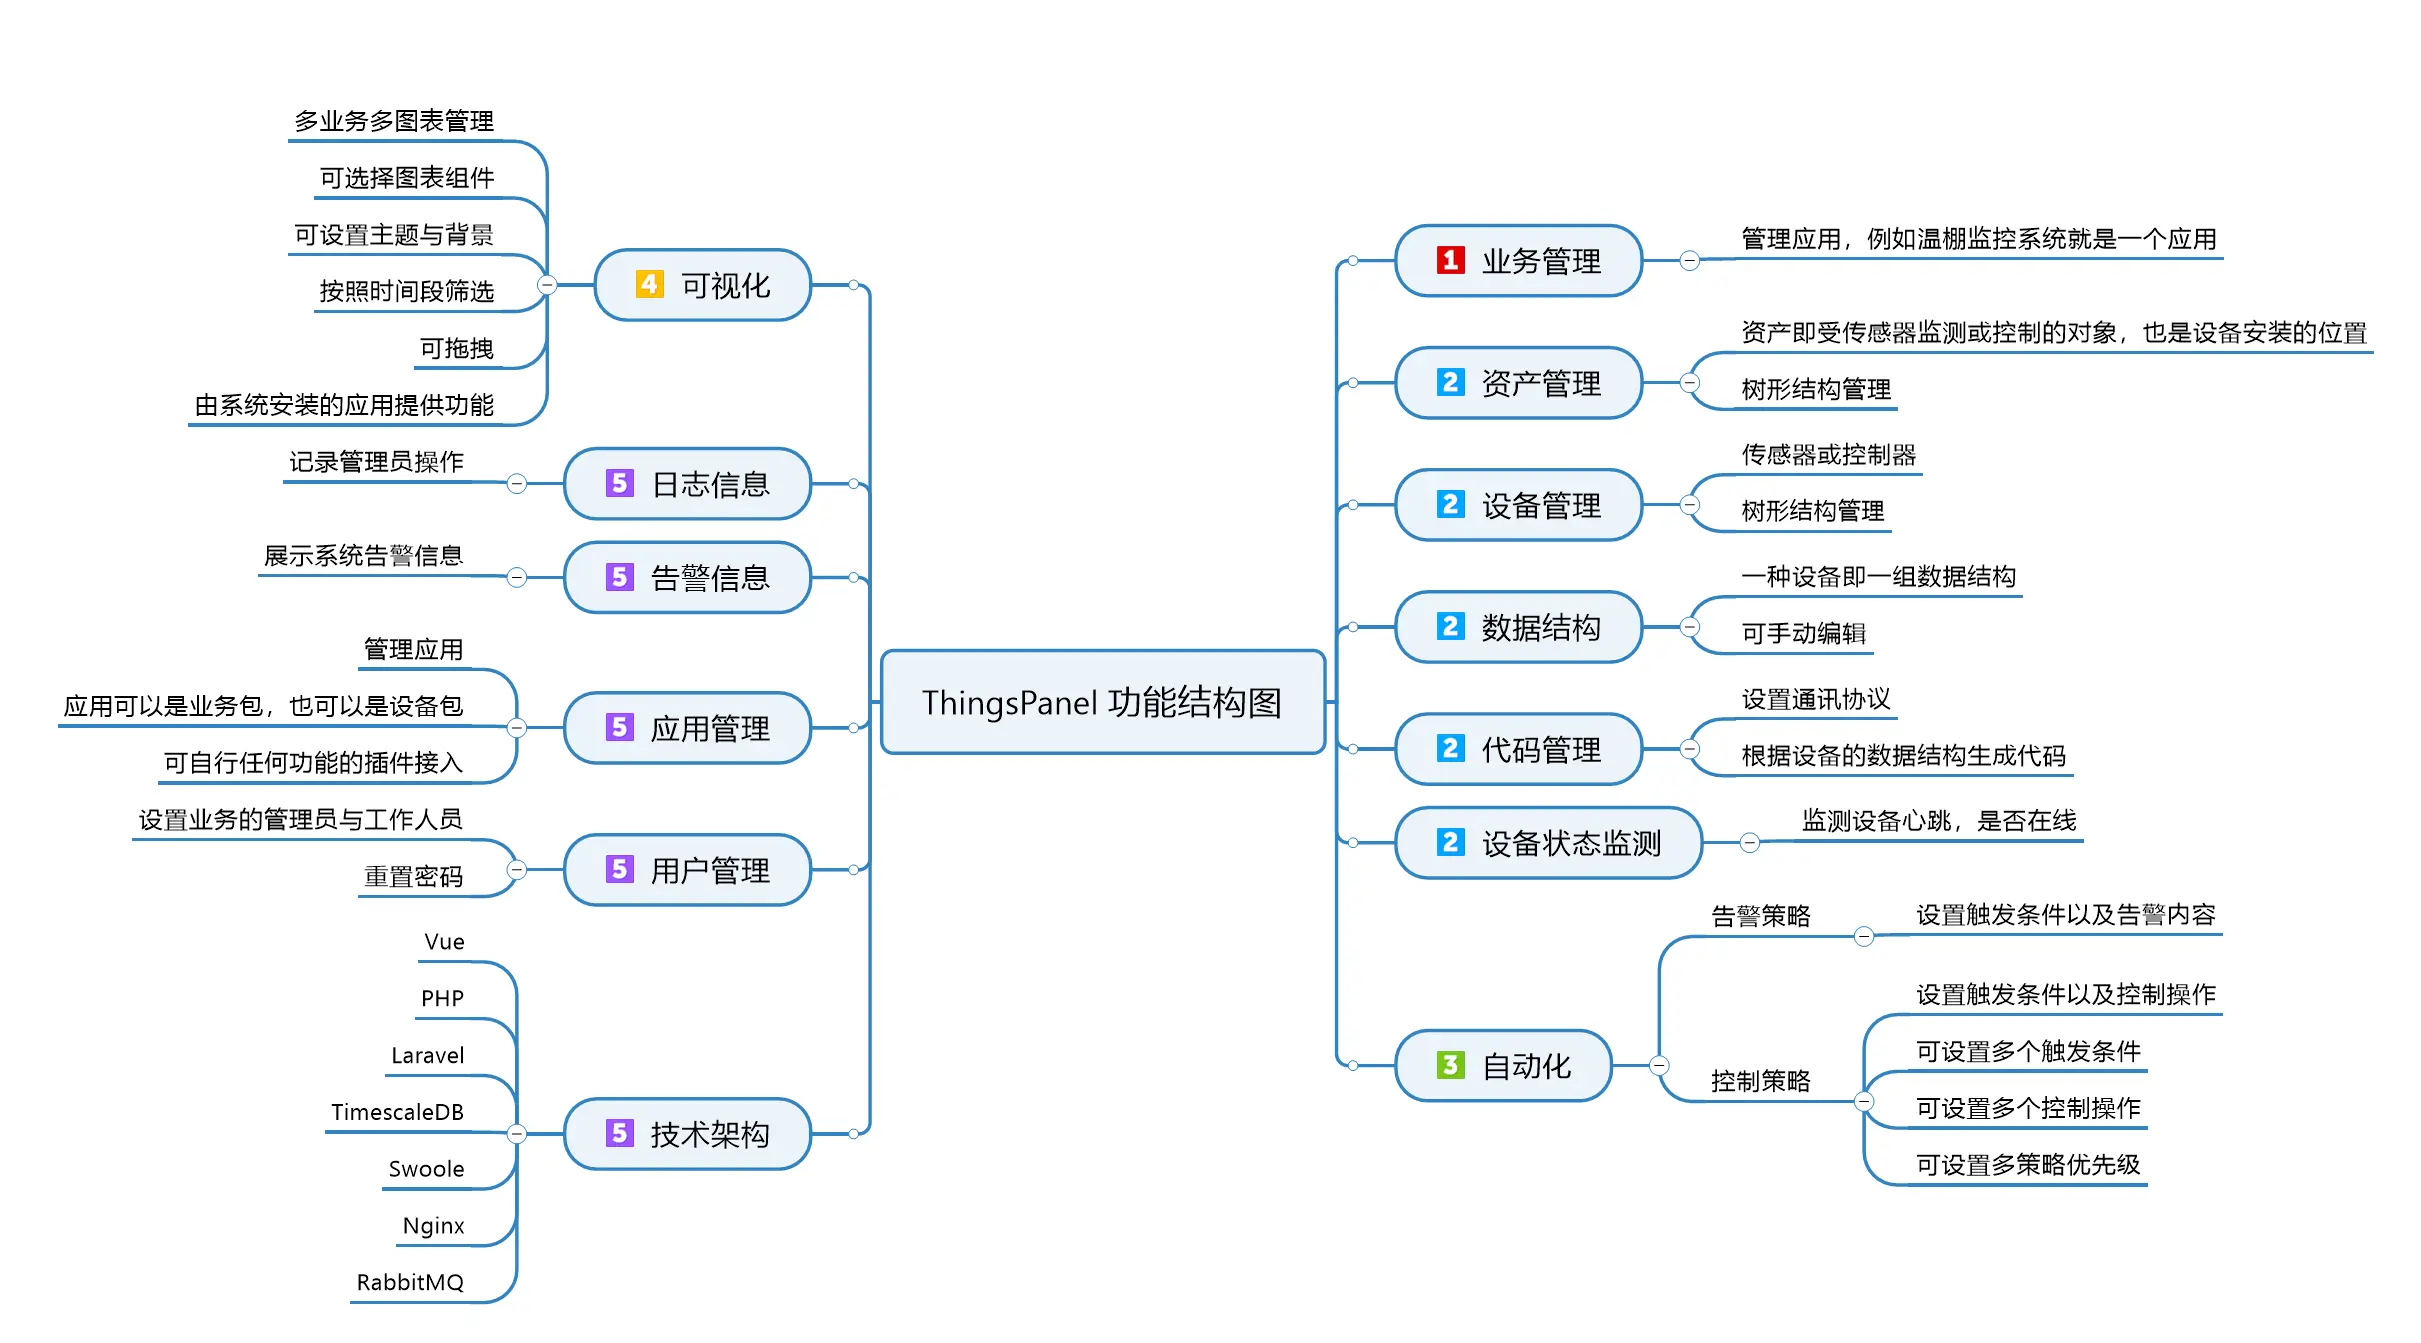 ThingsPanel 功能结构图
1 业务管理
管理应用，例如温棚监控系统就是一个应用
2 资产管理
资产即受传感器监测或控制的对象，也是设备安装的位置
树形结构管理
2 设备管理
传感器或控制器
树形结构管理
2 数据结构
一种设备即一组数据结构
可手动编辑
2 代码管理
设置通讯协议
根据设备的数据结构生成代码
2 设备状态监测
监测设备心跳，是否在线
3 自动化
告警策略
设置触发条件以及告警内容
控制策略
设置触发条件以及控制操作
可设置多个触发条件
可设置多个控制操作
可设置多策略优先级
4 可视化
多业务多图表管理
可选择图表组件
可设置主题与背景
按照时间段筛选
可拖拽
由系统安装的应用提供功能
5 日志信息
记录管理员操作
5 告警信息
展示系统告警信息
5 应用管理
管理应用
应用可以是业务包，也可以是设备包
可自行任何功能的插件接入
5 用户管理
设置业务的管理员与工作人员
重置密码
5 技术架构
Vue
PHP
Laravel
TimescaleDB
Swoole
Nginx
RabbitMQ